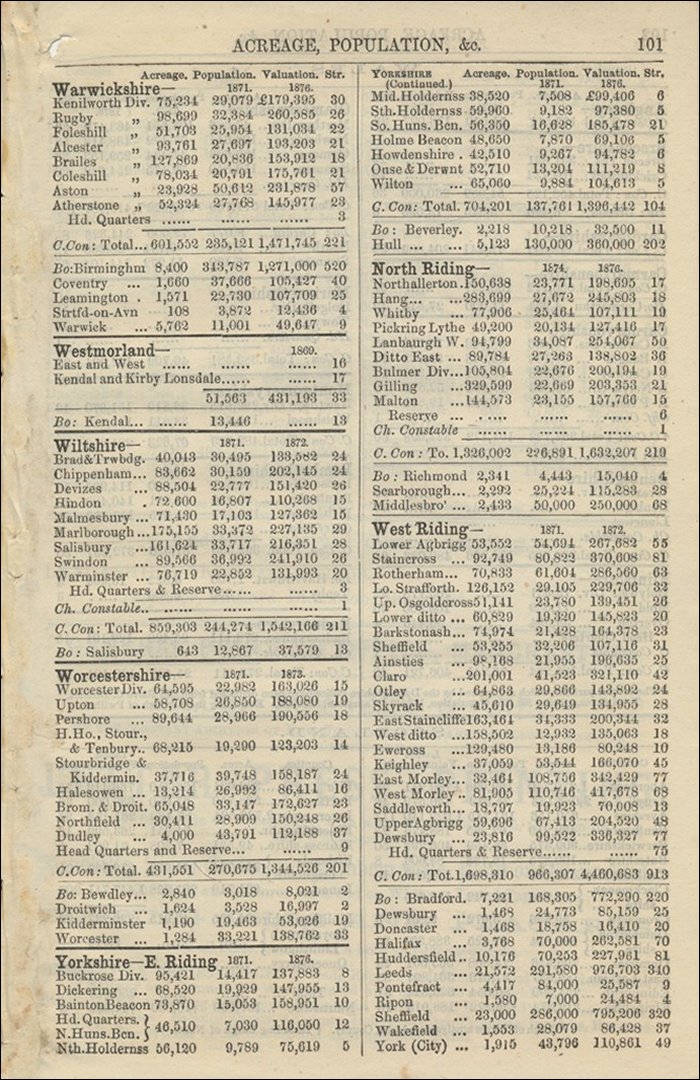 ACREAGE, POPULATION, &c. 101
Acreage. Population. Valuation. Str.
Warwickshire— 1871. 1876.
Kenilworth Div. 75,234 29,079 £179,395 30
Rugby „ 98,699 32,384 260,585 26
Foleshill „ 51,703 25,954 131,034 22
Alcester „ 93,761 27,697 193,203 21
Brailes „ 127,869 20,836 153,912 18
Coleshill „ 78,034 20,791 175,761 21
Aston „ 23,928 50,612 231,878 57
Atherstone „ 52,324 27,768 145,977 23
Hd. Quarters ...... ...... ...... 3
C.Con: Total... 601,552 235,121 1,471,745 221
Bo:Birminghm 8,400 343,787 1,271,000 520
Coventry ... 1,660 37,666 105,427 40
Leamington . 1,571 22,730 107,709 25
Strtfd-on-Avn 108 3,872 12,436 4
Warwick ... 5,762 11,001 49,647 9
Westmorland— 1869.
East and West ...... ...... ...... 16
Kendal and Kirby Lonsdale...... ...... 17
51,563 431,193 33
Bo: Kendal... ...... 13,446 ...... 13
Wiltshire— 1871. 1872.
Brad&Trwbdg. 40,043 30,495 133,582 24
Chippenham... 83,662 30,159 202,145 24
Devizes ... 88,504 22,777 151,420 26
Hindon . 72,600 16,807 110,268 15
Malmesbury ... 71,430 17,103 127,362 15
Marlborough ...175,155 33,372 227,135 29
Salisbury ...161,624 33,717 216,351 28
Swindon ... 89,566 36,992 241,910 26
Warminster ... 76,719 22,852 131,993 20
Hd. Quarters & Reserve...... ...... 3
Ch. Constable.. ...... ...... ...... 1
C. Con: Total. 859,303 244,274 1,542,166 211
Bo : Salisbury 643 12,867 37,579 13
Worcestershire— 1871. 1873.
Worcester Div. 64,595 22,982 163,026 15
Upton ... 58,708 26,850 188,080 19
Pershore ... 89,644 28,966 190,556 18
H.Ho., Stour.,
& Tenbury.. 68,215 19,290 123,203 14
Stourbridge &
Kiddermin. 37,716 39,748 158,187 24
Halesowen ... 13,214 26,992 86,411 16
Brom. & Droit. 65,048 33,147 172,627 23
Northfield ... 30,411 28,909 150,248 26
Dudley ... 4,000 43,791 112,188 37
Head Quarters and Reserve... ...... 9
C.Con: Total. 431,551 270,675 1,344,526 201
Bo: Bewdley... 2,840 3,018 8,021 2
Droitwich ... 1,624 3,528 16,997 2
Kidderminster 1,190 19,463 53,026 19
Worcester ... 1,284 33,221 138,762 33
Yorkshire—E. Riding 1871. 1876.
Buckrose Div. 95,421 14,417 137,883 8
Dickering ... 68,520 19,929 147,955 13
Bainton Beacon 73,870 15,053 158,951 10
Hd. Quarters. }
N.Huns.Bcn. } 46,510 7,030 116,050 12
Nth.Holdernss 56,120 9,789 75,619 5
YORKSHIRE Acreage. Population. Valuation. Str.
(Continued.) 1871. 1876.
Mid.Holdernss 38,520 7,508 £99,406 6
Sth.Holdernss 59,960 9,182 97,380 5
So. Huns. Bcn. 56,350 16,628 185,478 21
Holme Beacon 48,650 7,870 69,106 5
Howdenshire . 42,510 9,267 94,782 6
Ouse & Derwnt 52,710 13,204 111,219 8
Wilton ... 65,060 9,884 104,613 5
C. Con: Total. 704,201 137,761 1,396,442 104
Bo : Beverley. 2,218 10,218 32,500 11
Hull ... ... 5,123 130,000 360,000 202
North Riding— 1874. 1876.
Northallerton.150,638 23,771 198,695 17
Hang... ...283,699 27,672 245,803 18
Whitby ... 77,906 25,464 107,111 19
Pickring Lythe 49,200 20,134 127,416 17
Lanbaurgh W. 94,799 34,087 254,067 50
Ditto East ... 89,784 27,263 138,802 36
Bulmer Div...105,804 22,676 200,194 19
Gilling ...329,599 22,669 203,353 21
Malton ...144,573 23,155 157,766 15
Reserve ... ...... ...... ...... 6
Ch. Constable ...... ...... ...... 1
C. Con : To. 1,326,002 226,891 1,632,207 219
Bo : Richmond 2,341 4,443 15,040 4
Scarborough... 2,292 25,224 115,283 28
Middlesbro' ... 2,433 50,000 250,000 68
West Riding— 1871. 1872.
Lower Agbrigg 53,552 54,694 267,682 55
Staincross ... 92,749 80,822 370,608 81
Rotherham... 70,833 61,604 286,560 63
Lo. Strafforth. 126,152 29.105 229,706 32
Up. Osgoldcross 51,141 23,780 139,451 26
Lower ditto ... 60,829 19,320 145,823 20
Barkstonash... 74,974 21,428 164,378 23
Sheffield ... 53,255 32,206 107,116 31
Ainsties ... 98,168 21,955 196,635 25
Claro ...201,001 41,523 321,110 42
Otley ... 64,863 29,866 143,892 24
Skyrack ... 45,610 29,649 134,955 28
East Staincliffe163,464 34,333 200,344 32
West ditto ...158,502 12,932 135,063 18
Ewcross ...129,480 13,186 80,248 10
Keighley ... 37,059 53,544 166,070 45
East Morley... 32,464 108,756 342,429 77
West Morley .. 81,905 110,746 417,678 68
Saddleworth... 18,797 19,923 70,008 13
UpperAgbrigg 59,696 67,413 204,520 48
Dewsbury ... 23,816 99,522 336,327 77
Hd. Quarters & Reserve...... ...... 75
C. Con : Tot.1,698,310 966,307 4,460,683 913
Bo : Bradford. 7,221 168,305 772,290 220
Dewsbury ... 1,468 24,773 85,159 25
Doncaster ... 1,468 18,758 16,410 20
Halifax ... 3,768 70,000 262,581 70
Huddersfield.. 10,176 70,253 227,961 81
Leeds ... 21,572 291,580 976,703 340
Pontefract ... 4,417 84,000 25,587 9
Ripon ... 1,580 7,000 24,484 4
Sheffield ... 23,000 286,000 795,206 320
Wakefield ... 1,553 28,079 86,428 37
York (City) ... 1,915 43,796 110,861 49